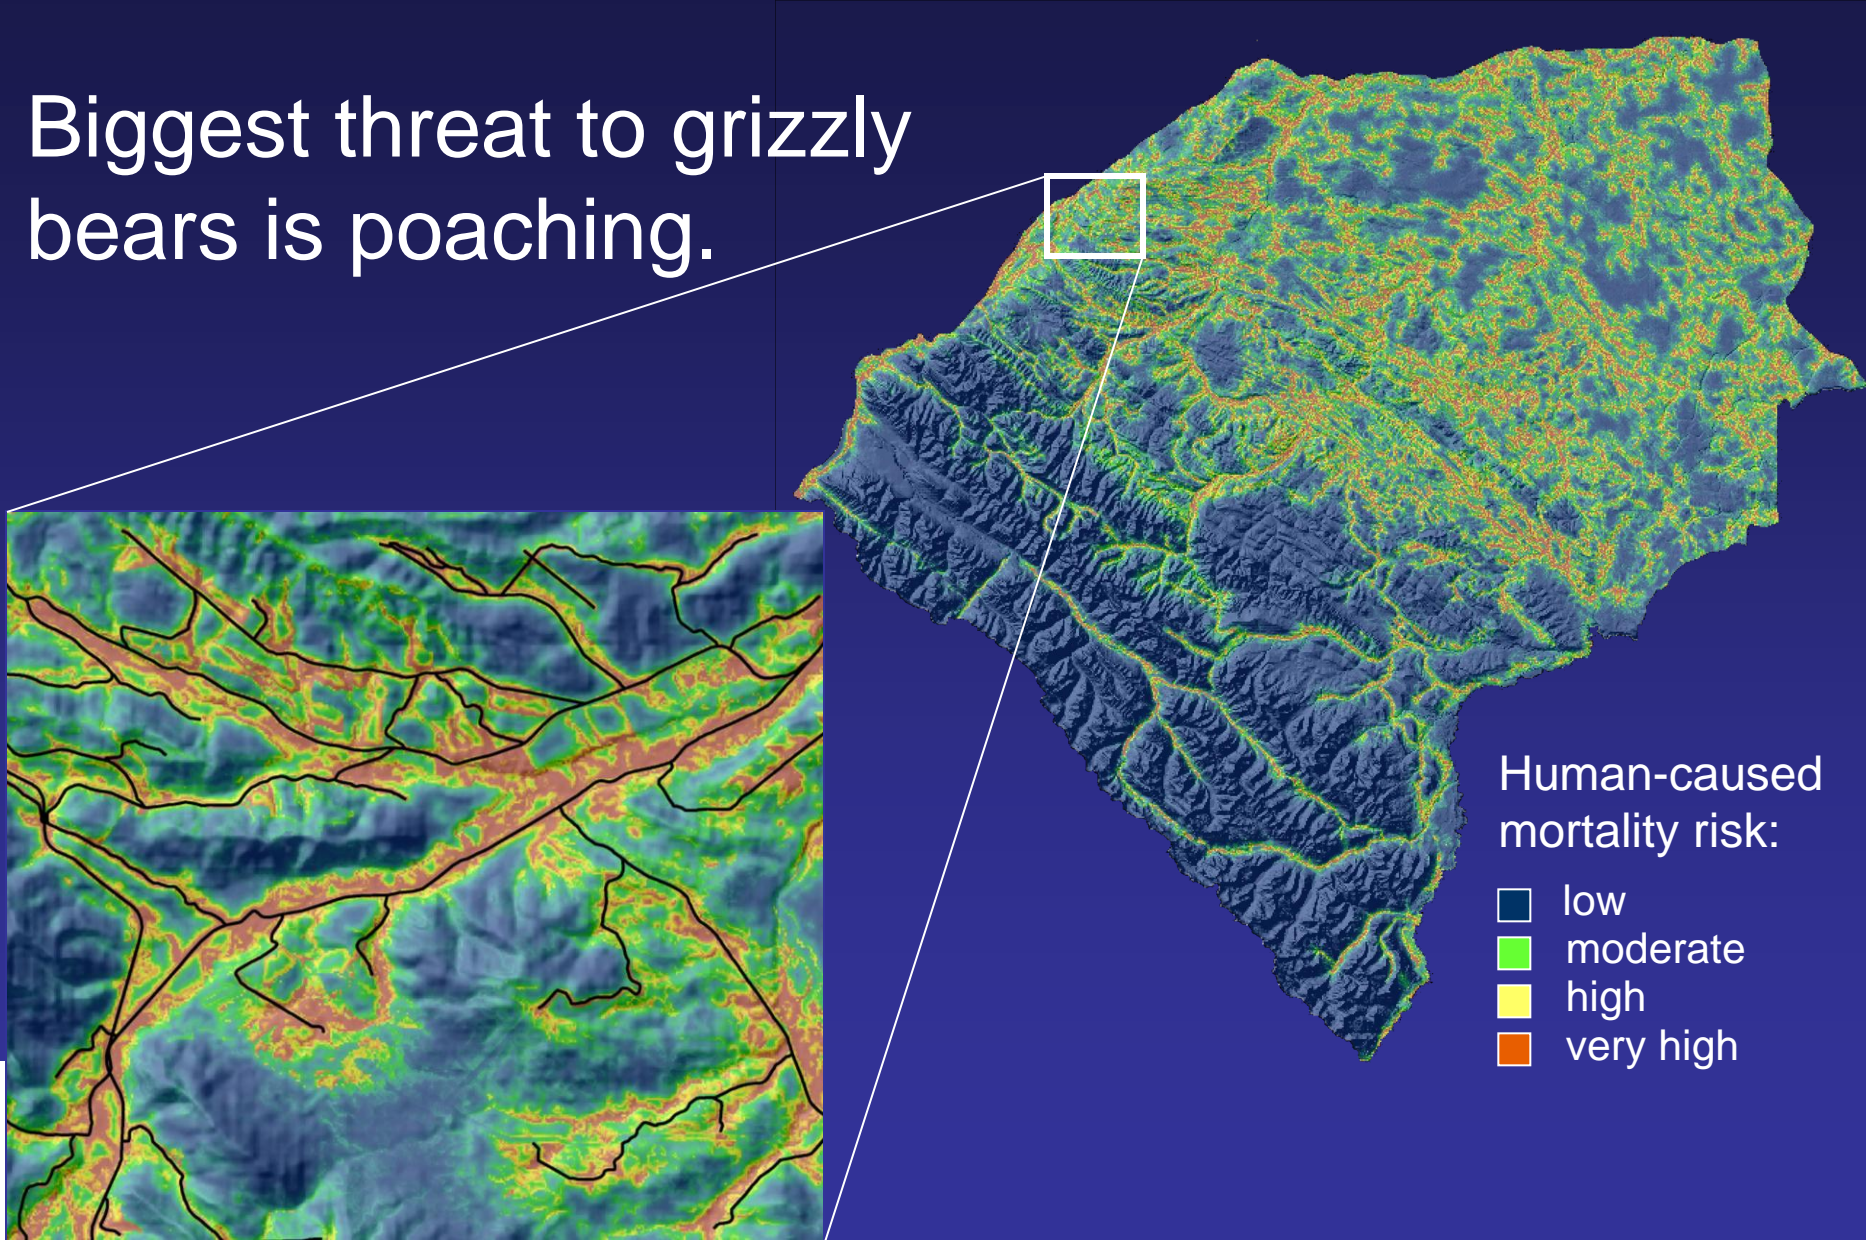 Biggest threat to grizzly
bears is poaching.
Human-caused
mortality risk:
low
moderate
high
very high